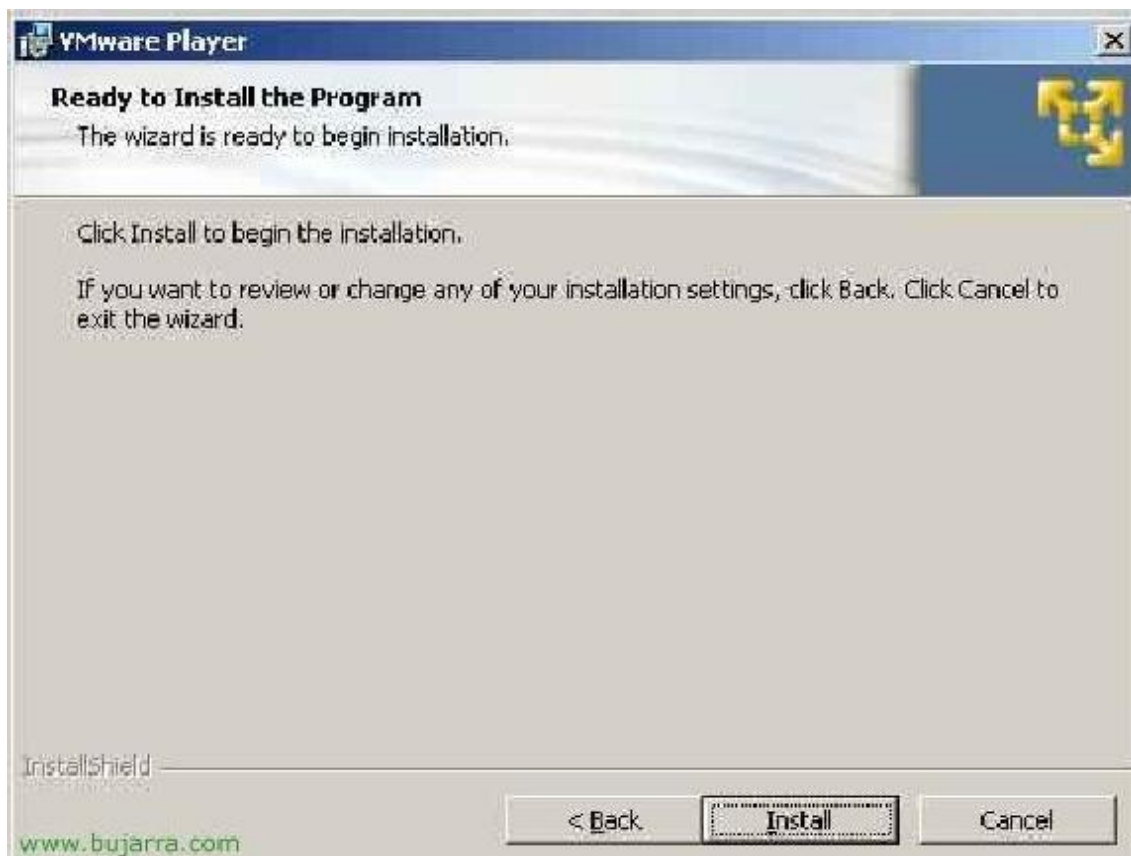 VMware Player
Ready to Install the Program
The wizard is ready to begin installation.
Click Install to begin the installation.
If you want to review or change any of your installation settings, click Back. Click Cancel to
exit the wizard.
InstallShield
< Back
Install
Cancel
www.bujarra.com